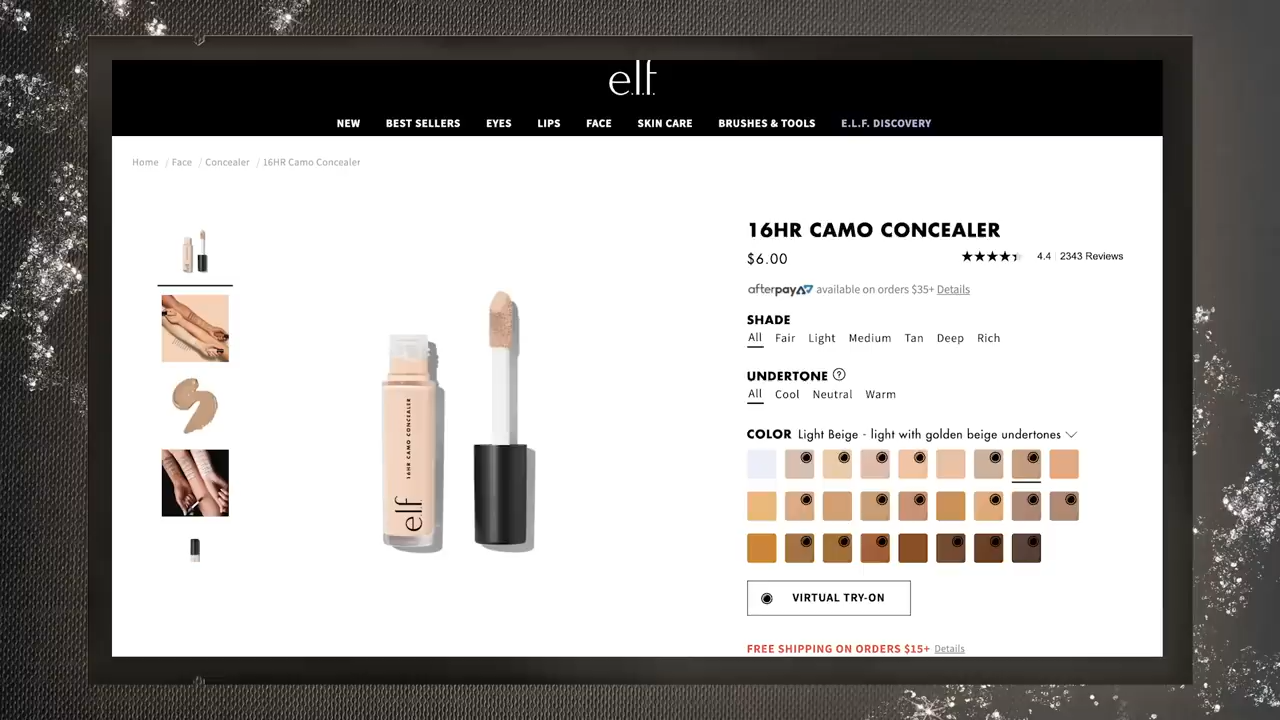 e.l.f.
NEW BEST SELLERS EYES LIPS FACE SKIN CARE BRUSHES & TOOLS E.L.F. DISCOVERY
Home / Face / Concealer / 16HR Camo Concealer
16HR CAMO CONCEALER
$6.00 4.4 2343 Reviews
afterpay available on orders $35+ Details
SHADE
All Fair Light Medium Tan Deep Rich
UNDERTONE ?
All Cool Neutral Warm
COLOR Light Beige - light with golden beige undertones
16HR CAMO CONCEALER
e.l.f.
VIRTUAL TRY-ON
FREE SHIPPING ON ORDERS $15+ Details